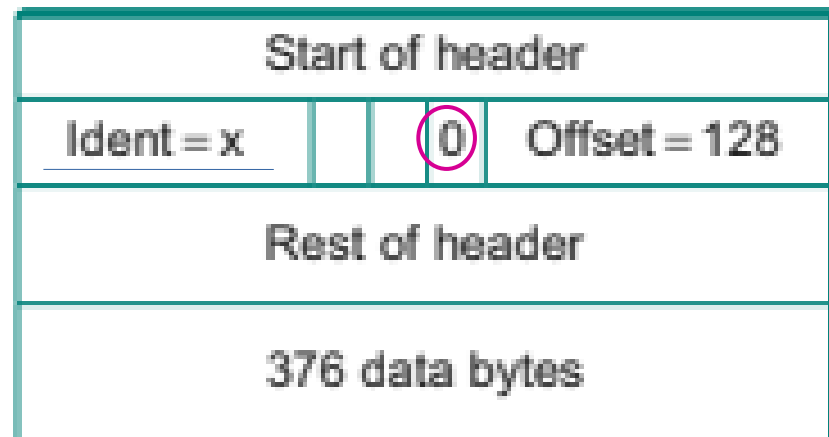 Start of header
Ident = x 0 Offset = 128
Rest of header
376 data bytes